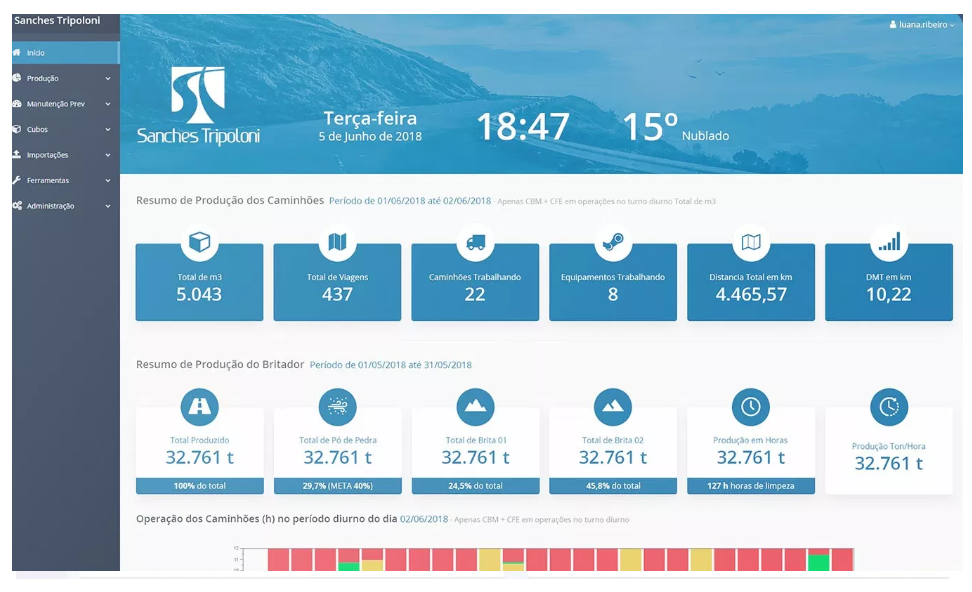 Sanches Tripoloni
luana.ribeiro
Início
Produção
Manutenção Prev
Cubos
Importações
Ferramentas
Administração
Sanches Tripoloni
Terça-feira
5 de Junho de 2018
18:47
15º Nublado
Resumo de Produção dos Caminhões Período de 01/06/2018 até 02/06/2018 - Apenas CBM + CFE em operações no turno diurno Total de m3
Total de m3
5.043
Total de Viagens
437
Caminhões Trabalhando
22
Equipamentos Trabalhando
8
Distancia Total em km
4.465,57
DMT em km
10,22
Resumo de Produção do Britador Período de 01/05/2018 até 31/05/2018
Total Produzido
32.761 t
100% do total
Total de Pó de Pedra
32.761 t
29,7% (META 40%)
Total de Brita 01
32.761 t
24,5% do total
Total de Brita 02
32.761 t
45,8% do total
Produção em Horas
32.761 t
127 h horas de limpeza
Produção Ton/Hora
32.761 t
Operação dos Caminhões (h) no período diurno do dia 02/06/2018 - Apenas CBM + CFE em operações no turno diurno
12
11